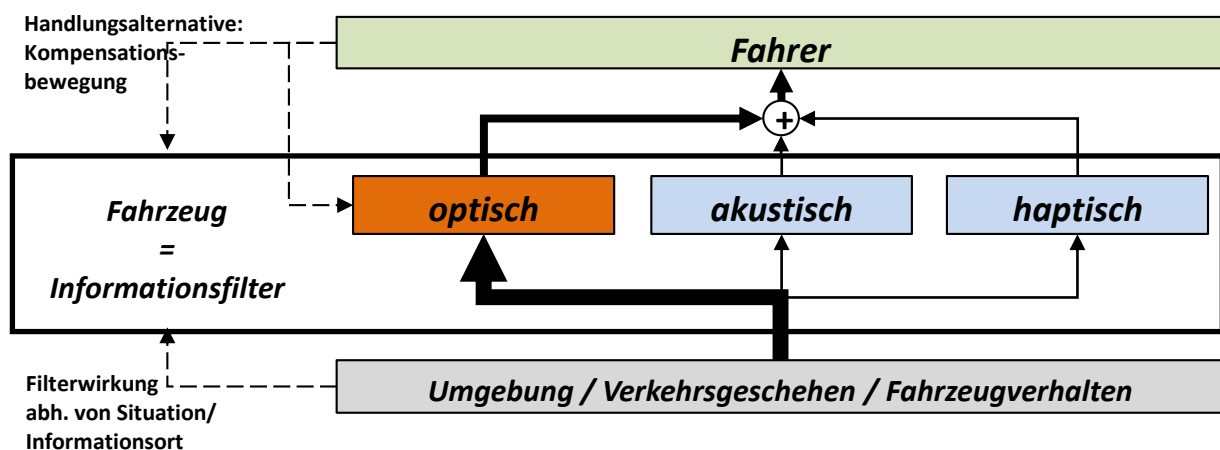 Handlungsalternative:
Kompensations-
bewegung
Fahrer
+
Fahrzeug
=
Informationsfilter
optisch
akustisch
haptisch
Filterwirkung
abh. von Situation/
Informationsort
Umgebung / Verkehrsgeschehen / Fahrzeugverhalten